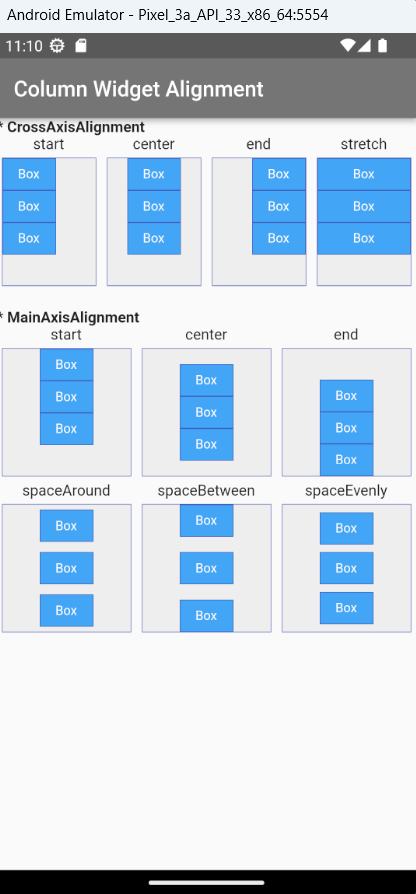 Android Emulator - Pixel_3a_API_33_x86_64:5554
11:10
Column Widget Alignment
* CrossAxisAlignment
start center end stretch
Box Box Box Box
Box Box Box Box
Box Box Box Box
* MainAxisAlignment
start center end
Box Box Box
Box Box Box
Box Box Box
spaceAround spaceBetween spaceEvenly
Box Box Box
Box Box Box
Box Box Box